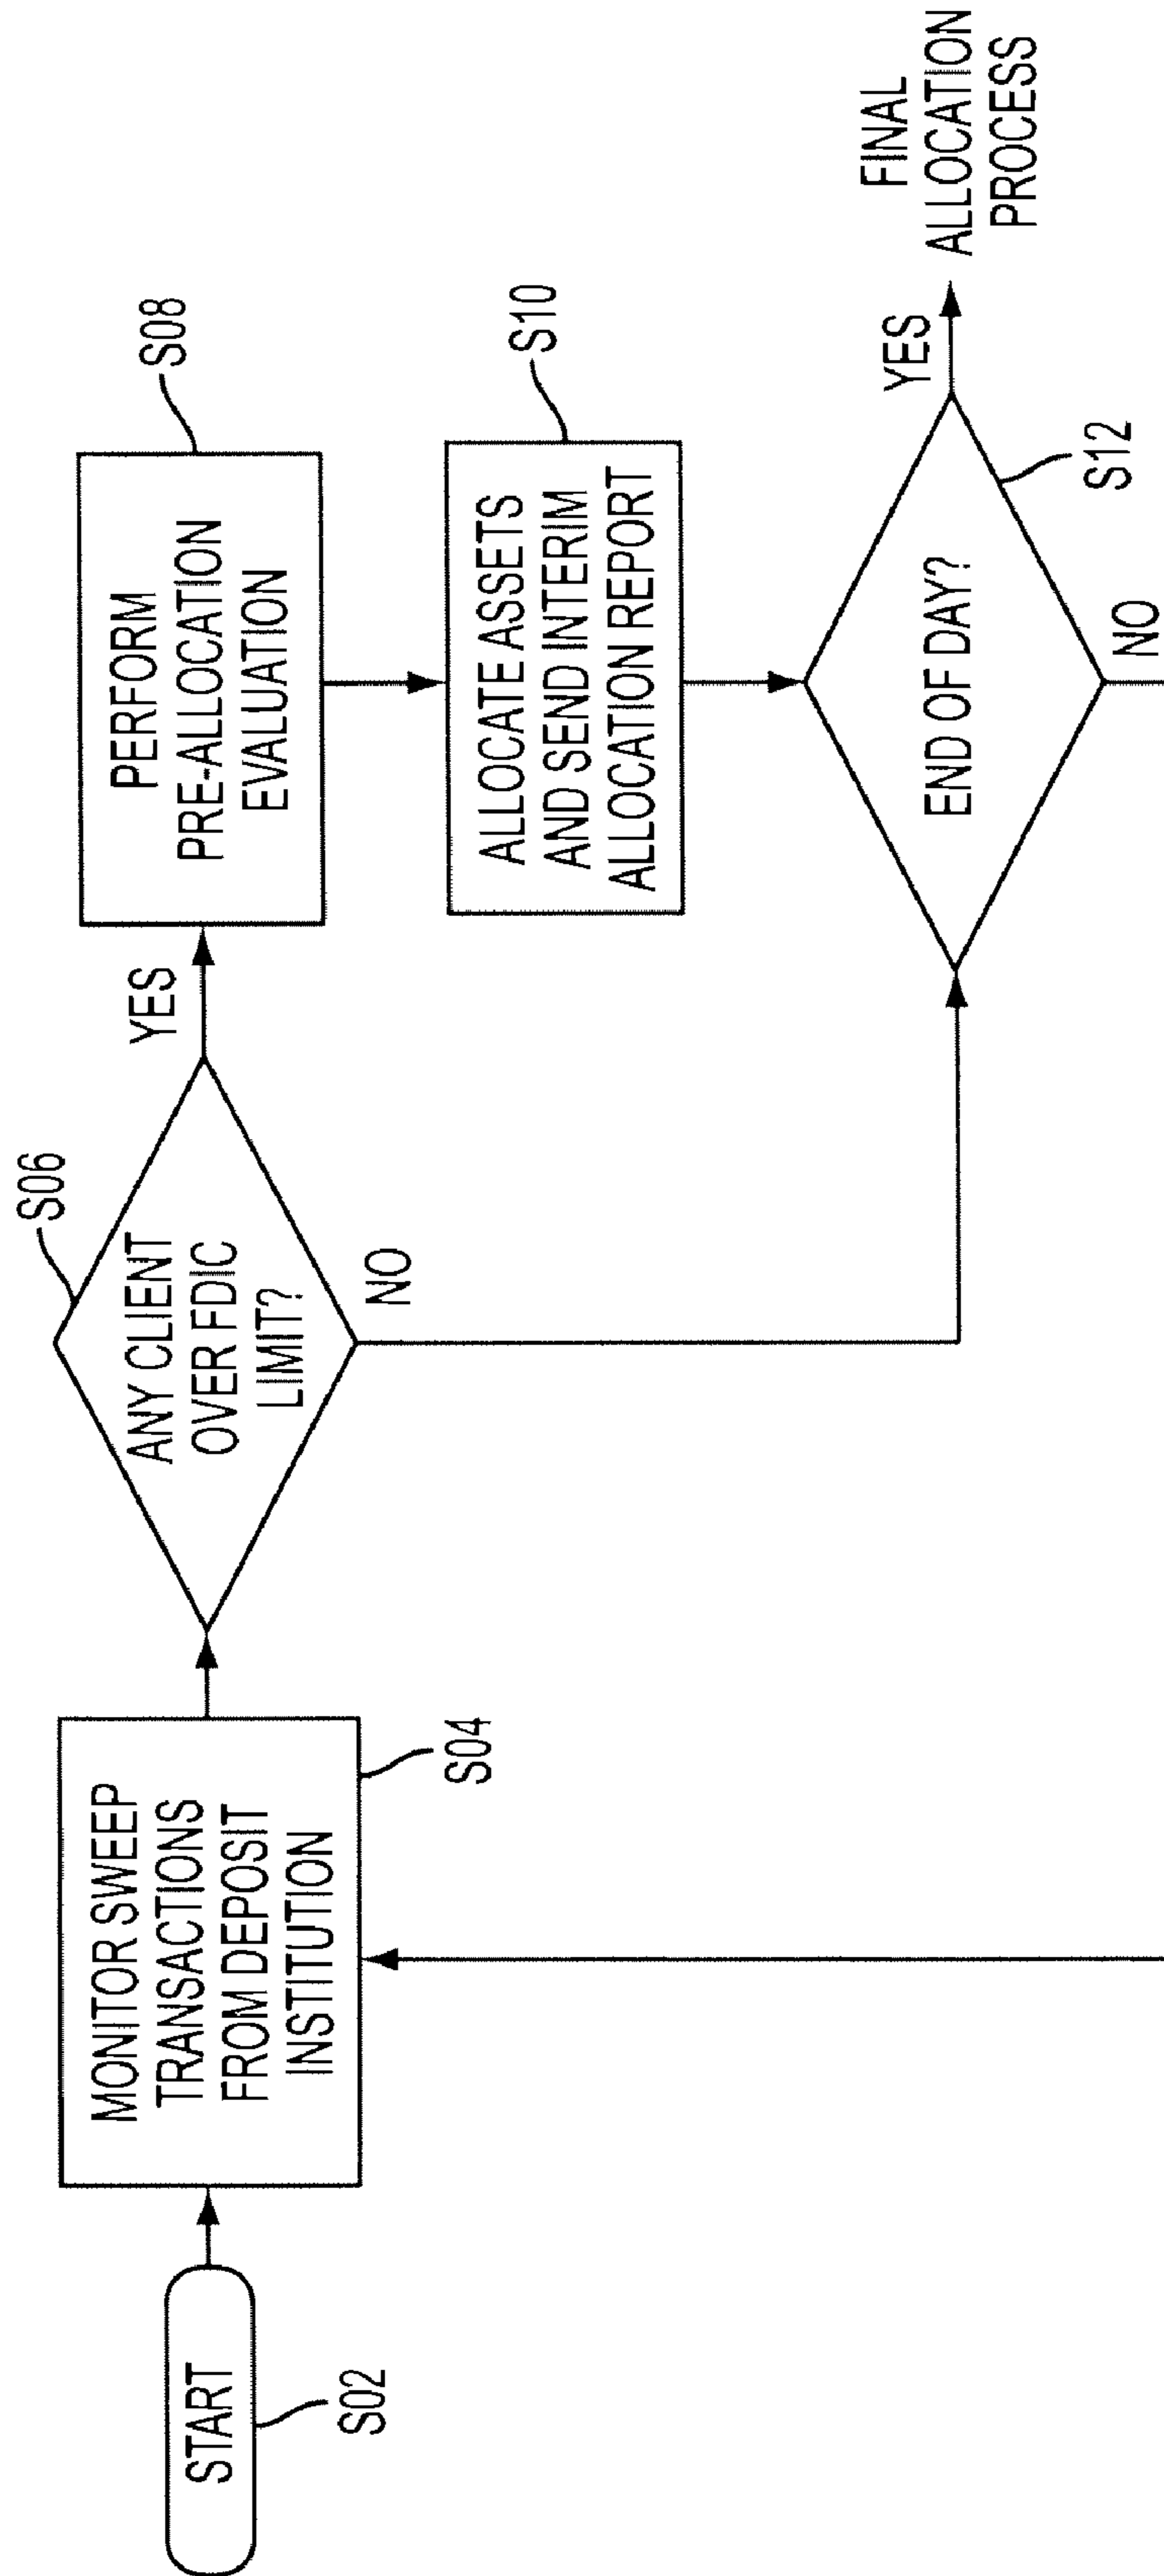 START
S02
MONITOR SWEEP
TRANSACTIONS
FROM DEPOSIT
INSTITUTION
S04
ANY CLIENT
OVER FDIC
LIMIT?
S06
YES
NO
PERFORM
PRE-ALLOCATION
EVALUATION
S08
ALLOCATE ASSETS
AND SEND INTERIM
ALLOCATION REPORT
S10
END OF DAY?
S12
YES
NO
FINAL
ALLOCATION
PROCESS